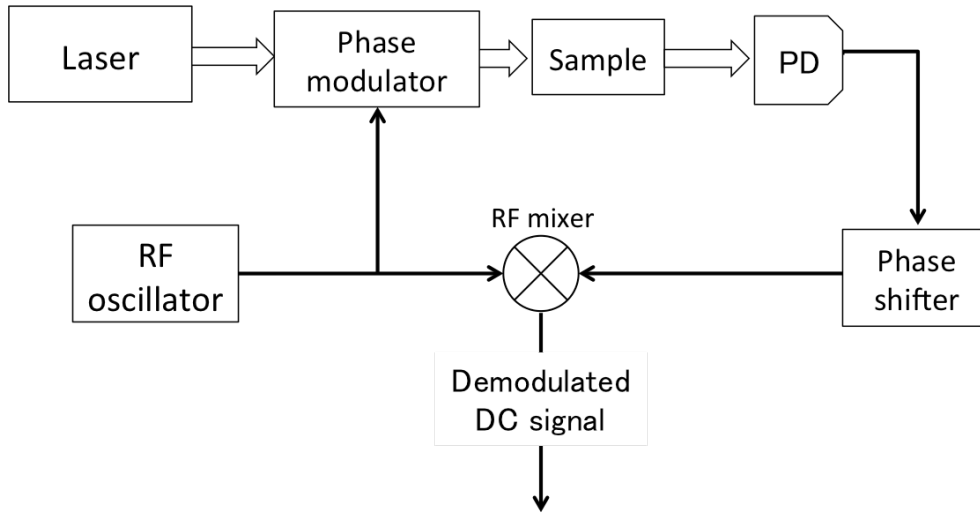 Laser
Phase
modulator
Sample
PD
RF
oscillator
RF mixer
Phase
shifter
Demodulated
DC signal